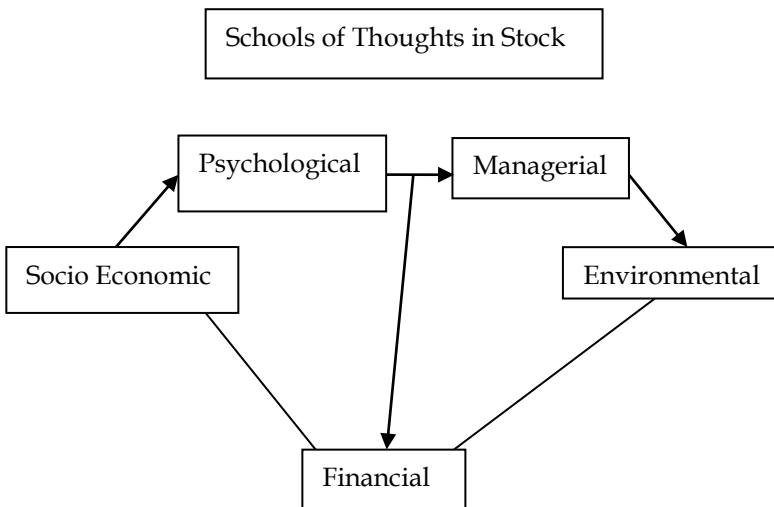 Schools of Thoughts in Stock
Psychological
Managerial
Socio Economic
Environmental
Financial